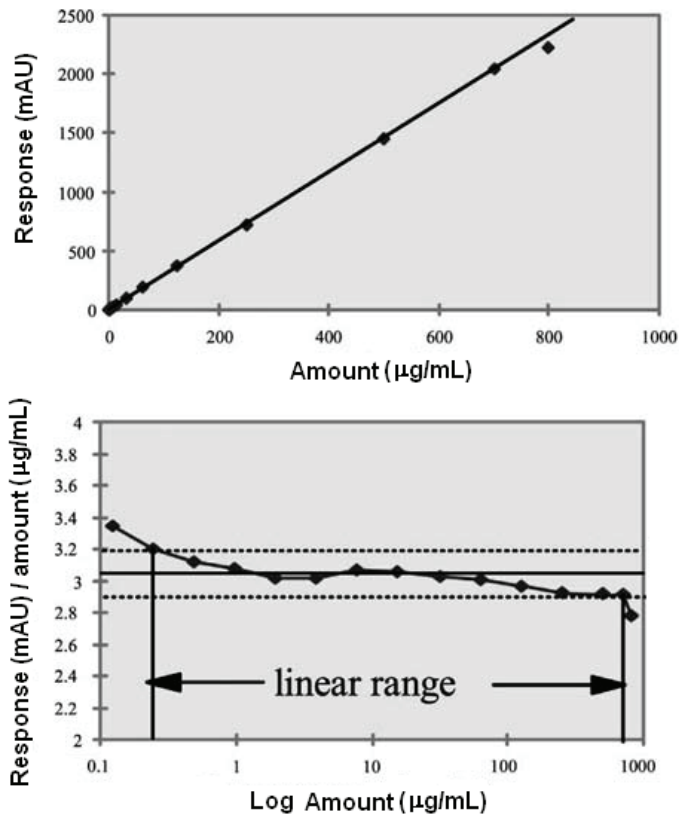 2500
2000
1500
1000
500
0
Response (mAU)
0 200 400 600 800 1000
Amount (µg/mL)
4
3.8
3.6
3.4
3.2
3
2.8
2.6
2.4
2.2
2
Response (mAU) / amount (µg/mL)
linear range
0.1 1 10 100 1000
Log Amount (µg/mL)